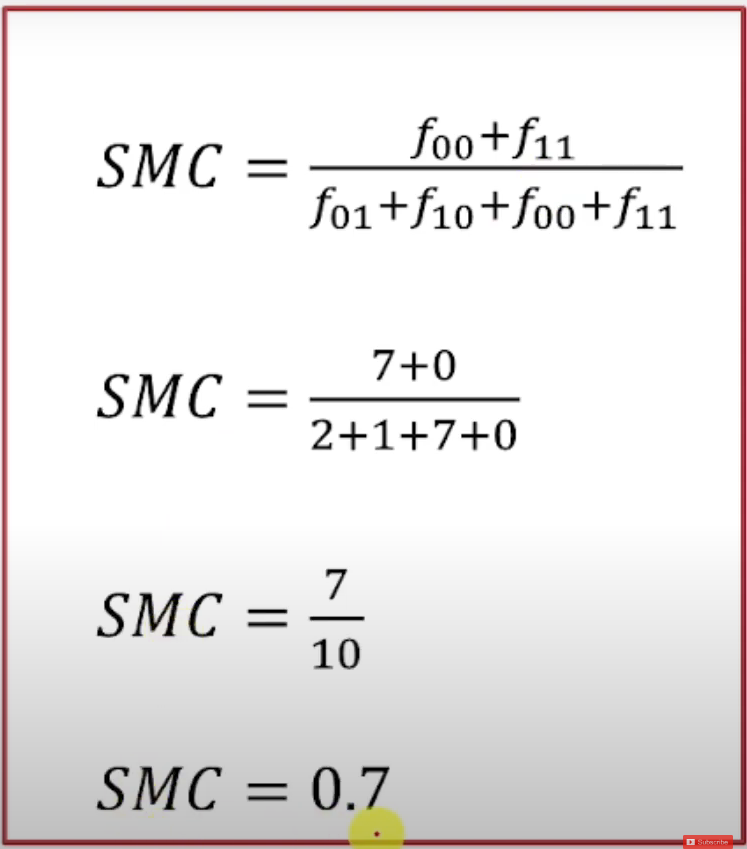 SMC = f00+f11 / f01+f10+f00+f11
SMC = 7+0 / 2+1+7+0
SMC = 7 / 10
SMC = 0.7
Subscribe